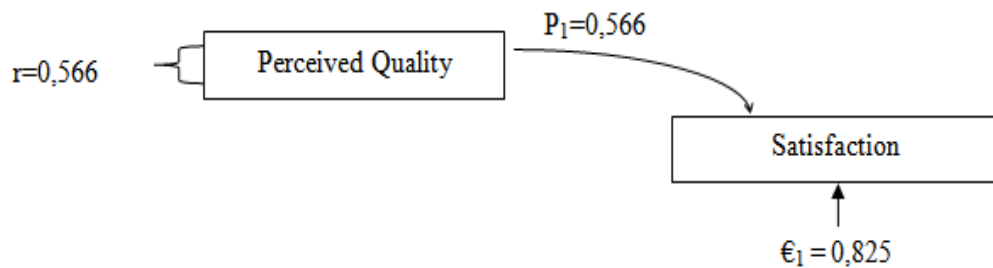 P₁=0,566
r=0,566
Perceived Quality
Satisfaction
€₁ = 0,825